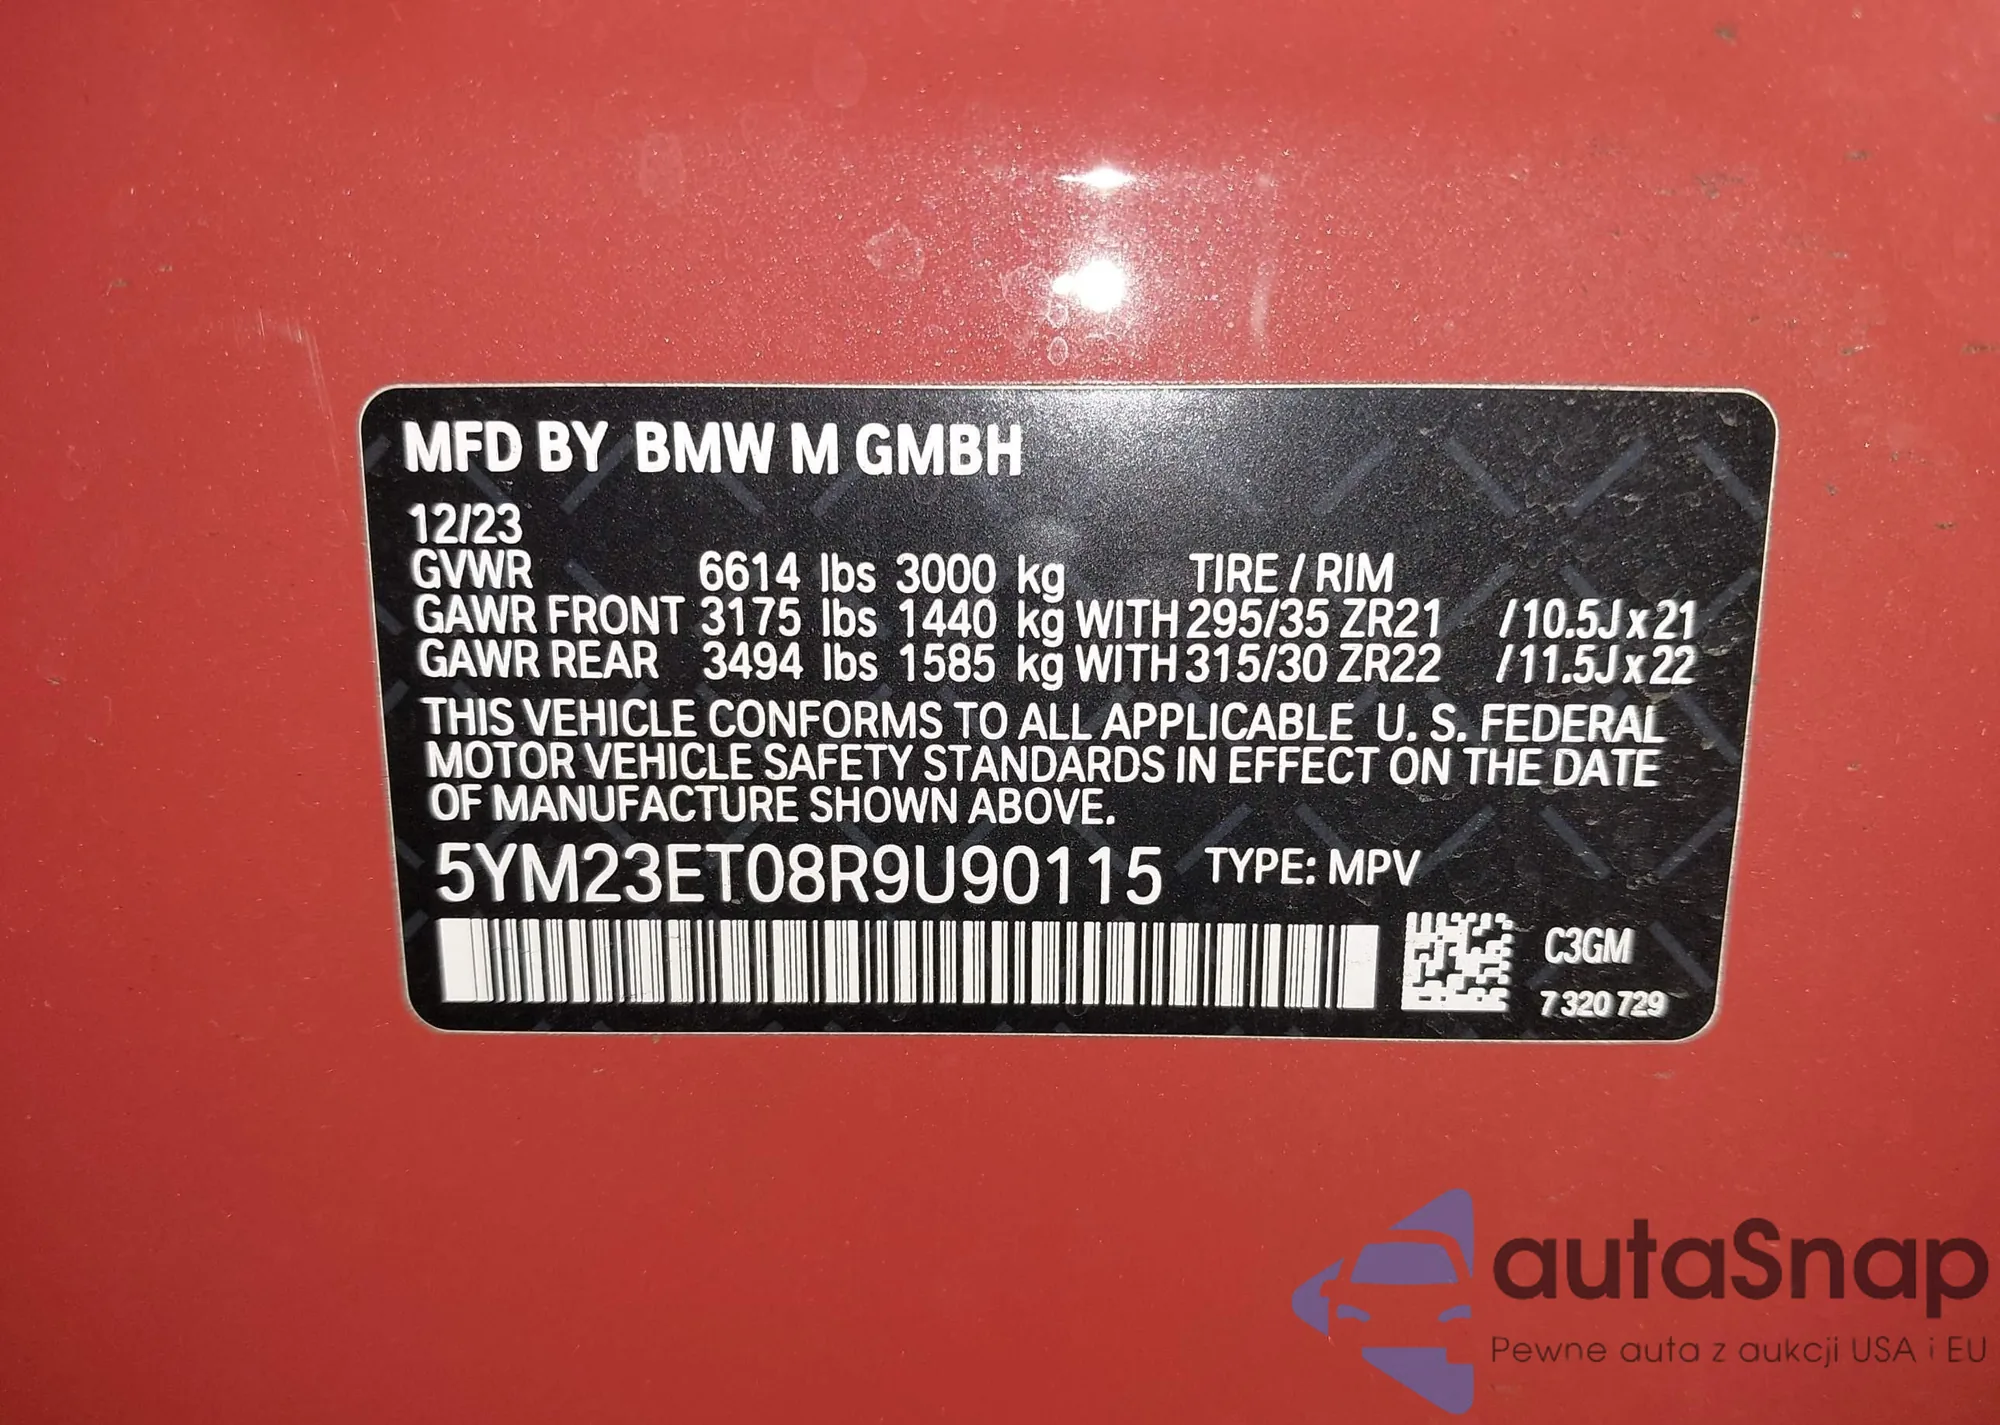 MFD BY BMW M GMBH
12/23
GVWR 6614 lbs 3000 kg TIRE / RIM
GAWR FRONT 3175 lbs 1440 kg WITH 295/35 ZR21 /10.5J x 21
GAWR REAR 3494 lbs 1585 kg WITH 315/30 ZR22 /11.5J x 22
THIS VEHICLE CONFORMS TO ALL APPLICABLE U. S. FEDERAL
MOTOR VEHICLE SAFETY STANDARDS IN EFFECT ON THE DATE
OF MANUFACTURE SHOWN ABOVE.
5YM23ET08R9U90115 TYPE: MPV
C3GM
7 320 729
autaSnap
Pewne auta z aukcji USA i EU